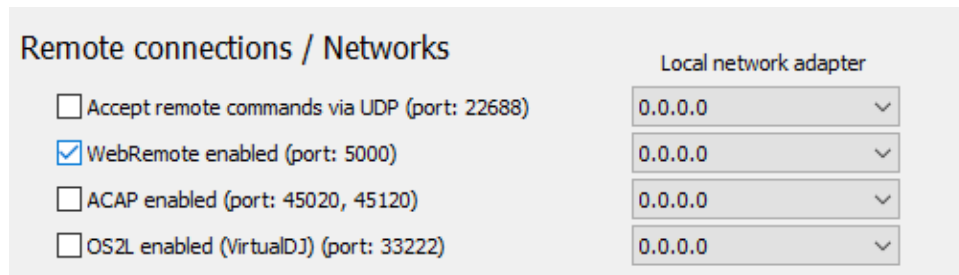 Remote connections / Networks
Local network adapter
Accept remote commands via UDP (port: 22688) 0.0.0.0
WebRemote enabled (port: 5000) 0.0.0.0
ACAP enabled (port: 45020, 45120) 0.0.0.0
OS2L enabled (VirtualDJ) (port: 33222) 0.0.0.0